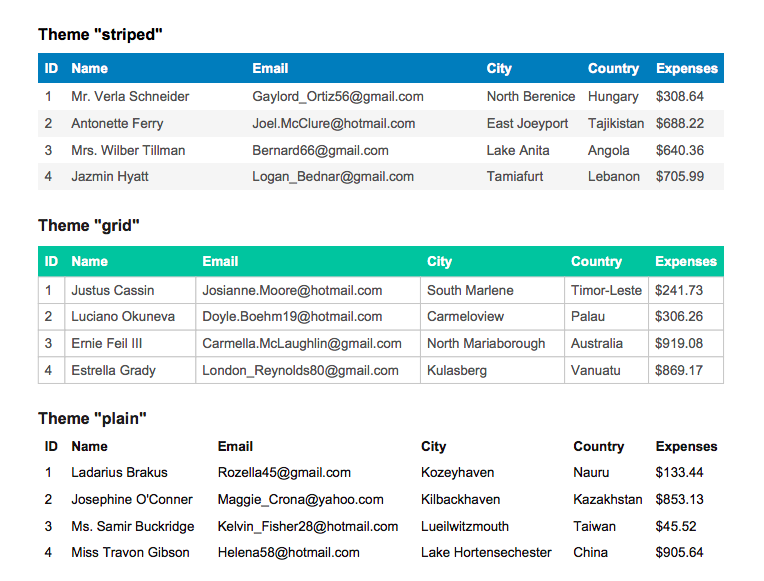 Theme "striped"
ID Name Email City Country Expenses
1 Mr. Verla Schneider Gaylord_Ortiz56@gmail.com North Berenice Hungary $308.64
2 Antonette Ferry Joel.McClure@hotmail.com East Joeyport Tajikistan $688.22
3 Mrs. Wilber Tillman Bernard66@gmail.com Lake Anita Angola $640.36
4 Jazmin Hyatt Logan_Bednar@gmail.com Tamiafurt Lebanon $705.99
Theme "grid"
ID Name Email City Country Expenses
1 Justus Cassin Josianne.Moore@hotmail.com South Marlene Timor-Leste $241.73
2 Luciano Okuneva Doyle.Boehm19@hotmail.com Carmeloview Palau $306.26
3 Ernie Feil III Carmella.McLaughlin@gmail.com North Mariaborough Australia $919.08
4 Estrella Grady London_Reynolds80@gmail.com Kulasberg Vanuatu $869.17
Theme "plain"
ID Name Email City Country Expenses
1 Ladarius Brakus Rozella45@gmail.com Kozeyhaven Nauru $133.44
2 Josephine O'Conner Maggie_Crona@yahoo.com Kilbackhaven Kazakhstan $853.13
3 Ms. Samir Buckridge Kelvin_Fisher28@hotmail.com Lueilwitzmouth Taiwan $45.52
4 Miss Travon Gibson Helena58@hotmail.com Lake Hortensechester China $905.64